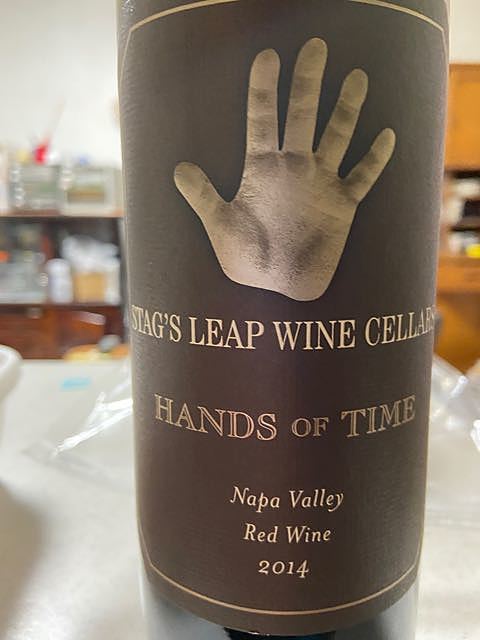 STAG'S LEAP WINE CELLARS
HANDS OF TIME
Napa Valley
Red Wine
2014